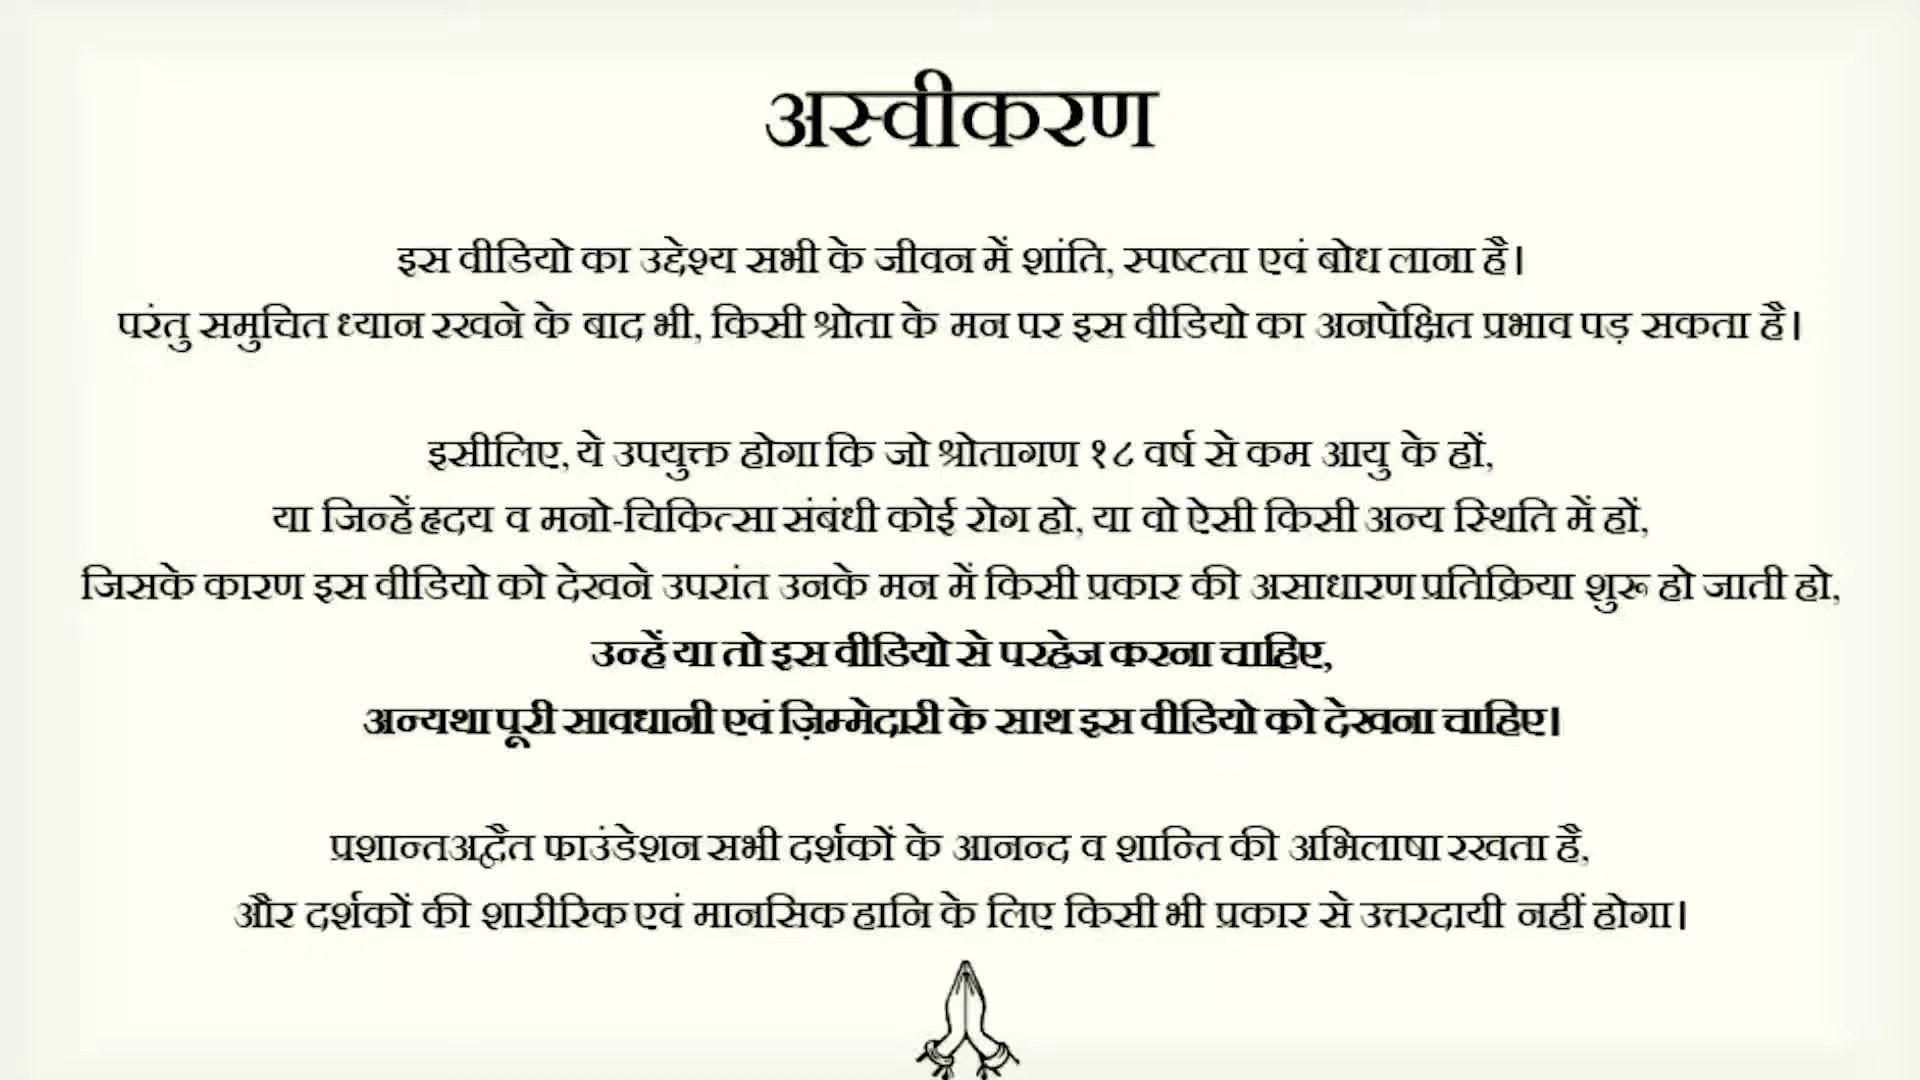 अस्वीकरण
इस वीडियो का उद्देश्य सभी के जीवन में शांति, स्पष्टता एवं बोध लाना है।
परंतु समुचित ध्यान रखने के बाद भी, किसी श्रोता के मन पर इस वीडियो का अनपेक्षित प्रभाव पड़ सकता है।
इसीलिए, ये उपयुक्त होगा कि जो श्रोतागण १८ वर्ष से कम आयु के हों,
या जिन्हें हृदय व मनो-चिकित्सा संबंधी कोई रोग हो, या वो ऐसी किसी अन्य स्थिति में हों,
जिसके कारण इस वीडियो को देखने उपरांत उनके मन में किसी प्रकार की असाधारण प्रतिक्रिया शुरू हो जाती हो,
उन्हें या तो इस वीडियो से परहेज करना चाहिए,
अन्यथा पूरी सावधानी एवं ज़िम्मेदारी के साथ इस वीडियो को देखना चाहिए।
प्रशान्तअद्वैत फाउंडेशन सभी दर्शकों के आनन्द व शान्ति की अभिलाषा रखता है,
और दर्शकों की शारीरिक एवं मानसिक हानि के लिए किसी भी प्रकार से उत्तरदायी नहीं होगा।